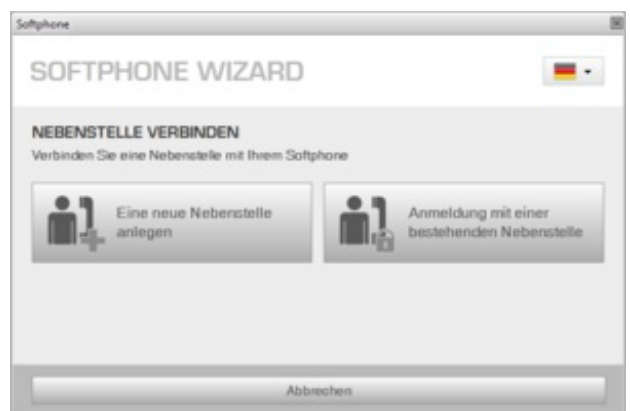 Softphone
SOFTPHONE WIZARD
NEBENSTELLE VERBINDEN
Verbinden Sie eine Nebenstelle mit Ihrem Softphone
Eine neue Nebenstelle
anlegen
Anmeldung mit einer
bestehenden Nebenstelle
Abbrechen